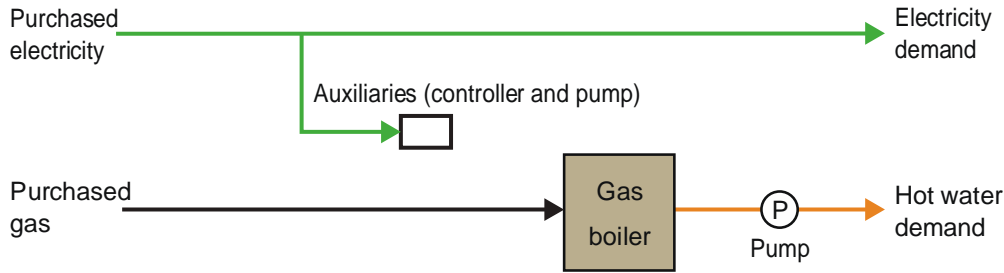 Purchased
electricity
Electricity
demand
Auxiliaries (controller and pump)
Purchased
gas
Gas
boiler
P
Pump
Hot water
demand